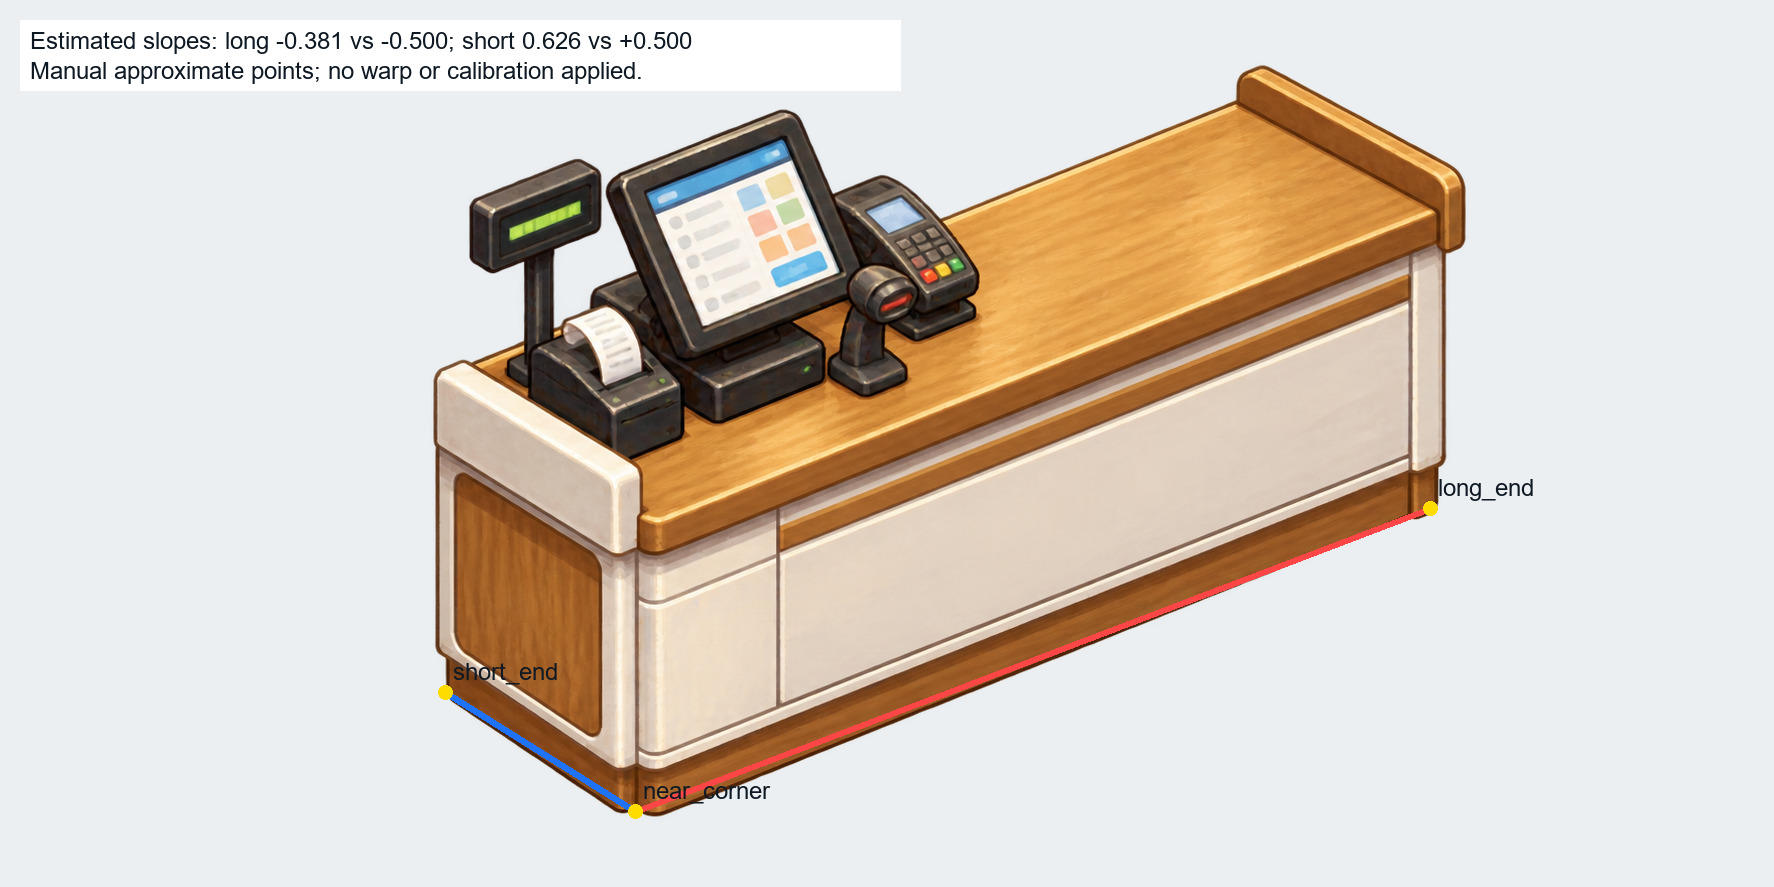 Estimated slopes: long -0.381 vs -0.500; short 0.626 vs +0.500
Manual approximate points; no warp or calibration applied.
long_end
short_end
near_corner